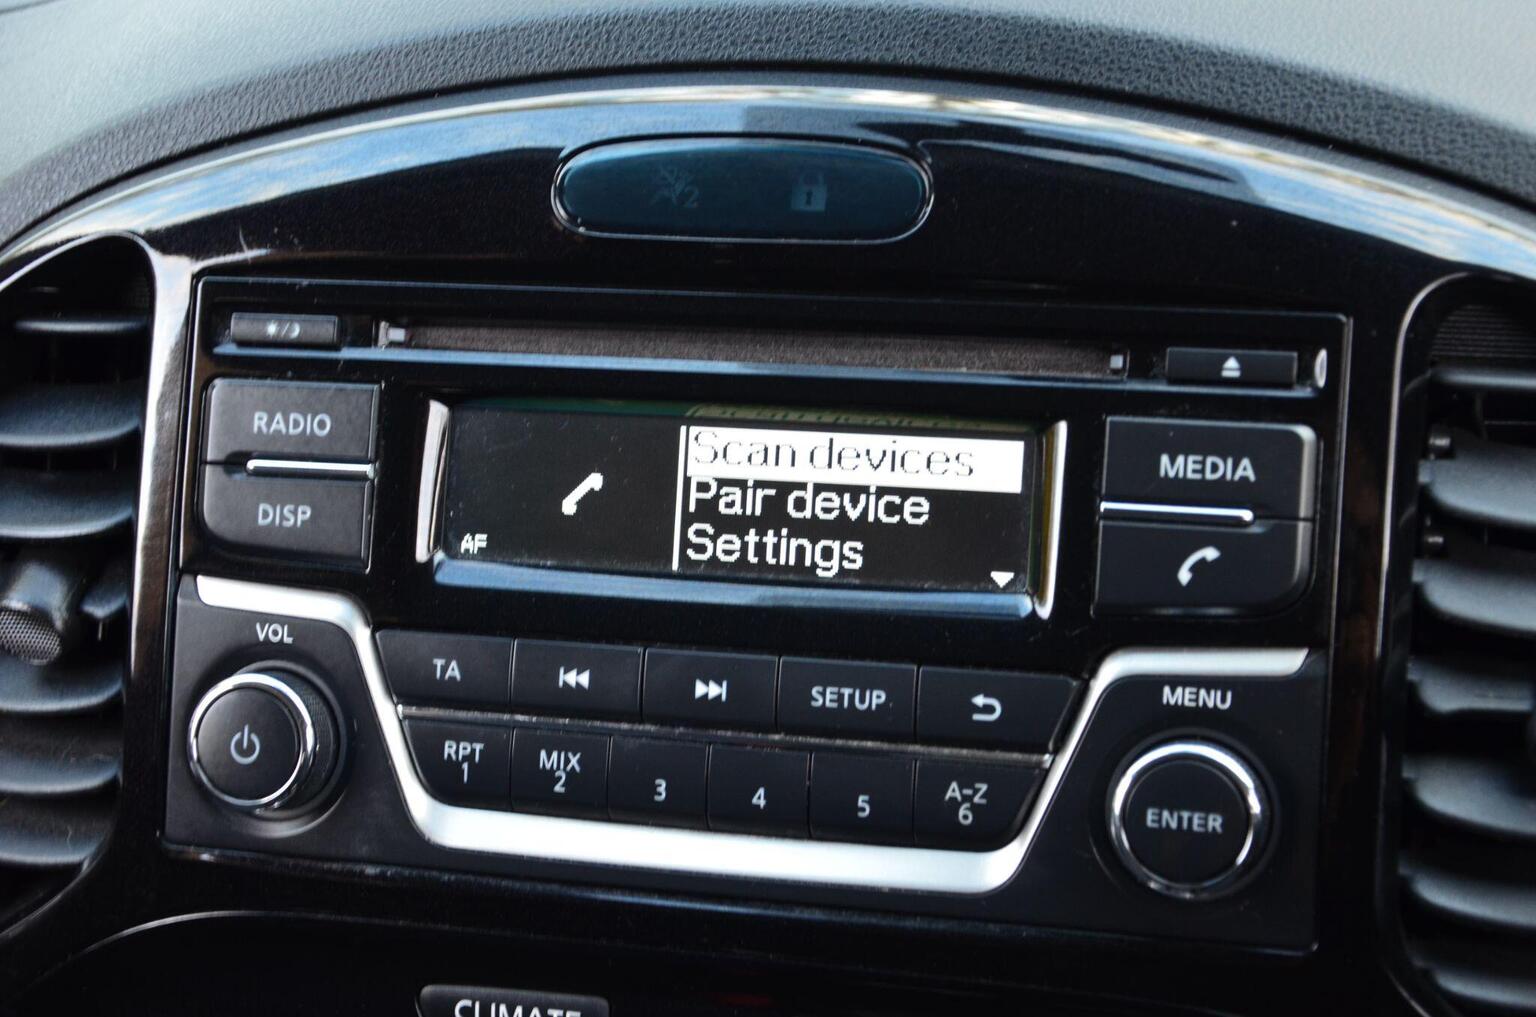 2
RADIO
DISP
Scan devices
Pair device
Settings
AF
MEDIA
VOL
TA
SETUP
MENU
RPT
1
MIX
2
3
4
5
A-Z
6
ENTER
CLIMATE